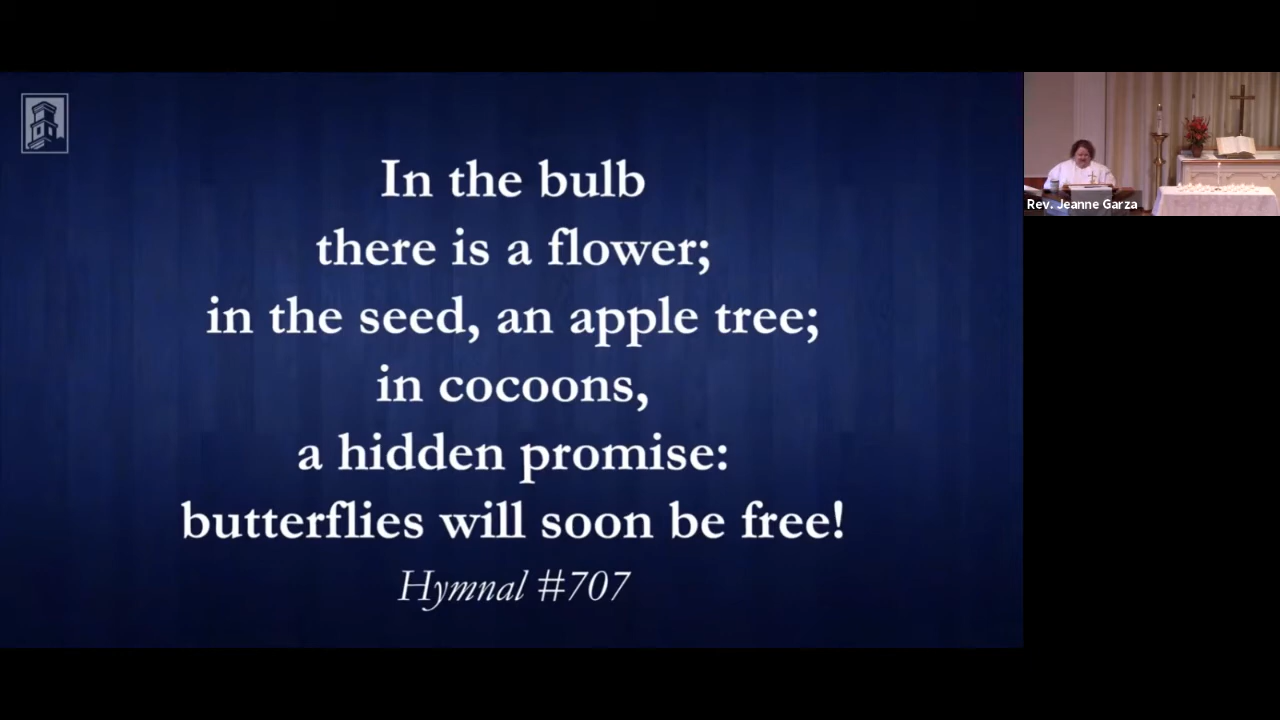 In the bulb
there is a flower;
in the seed, an apple tree;
in cocoons,
a hidden promise:
butterflies will soon be free!
Hymnal #707
Rev. Jeanne Garza